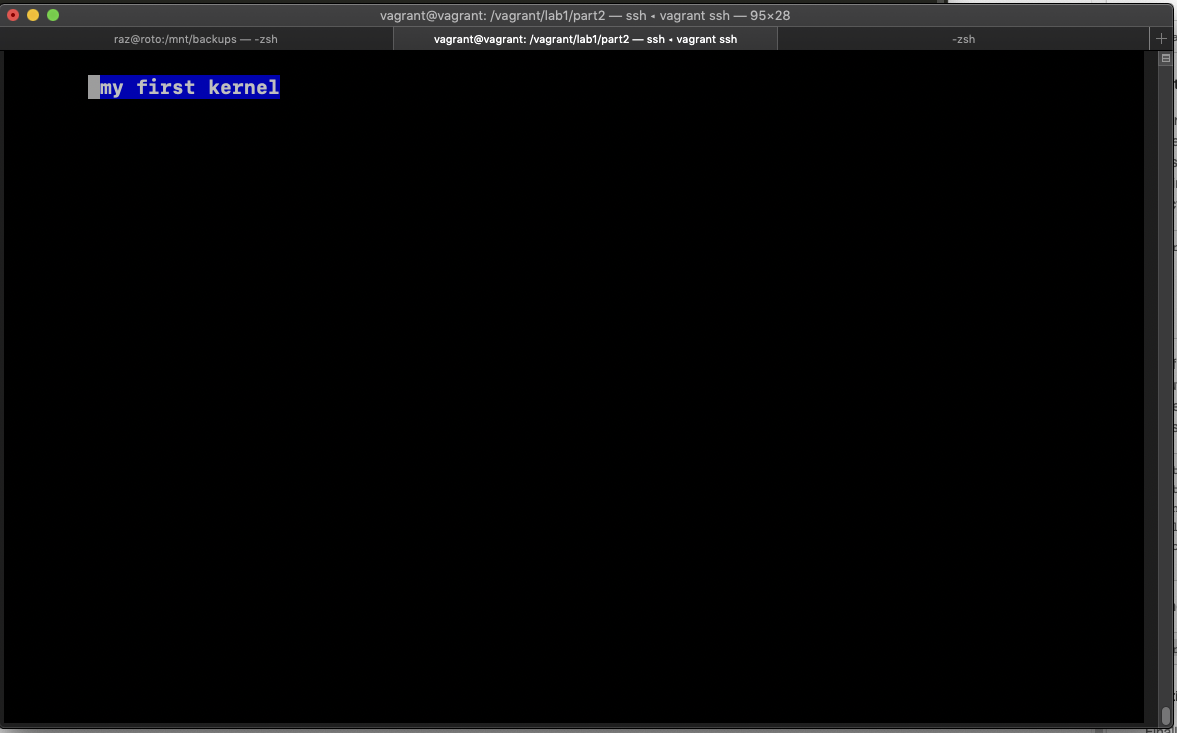 vagrant@vagrant: /vagrant/lab1/part2 — ssh ◂ vagrant ssh — 95×28
raz@roto:/mnt/backups — -zsh
vagrant@vagrant: /vagrant/lab1/part2 — ssh ◂ vagrant ssh
-zsh
my first kernel